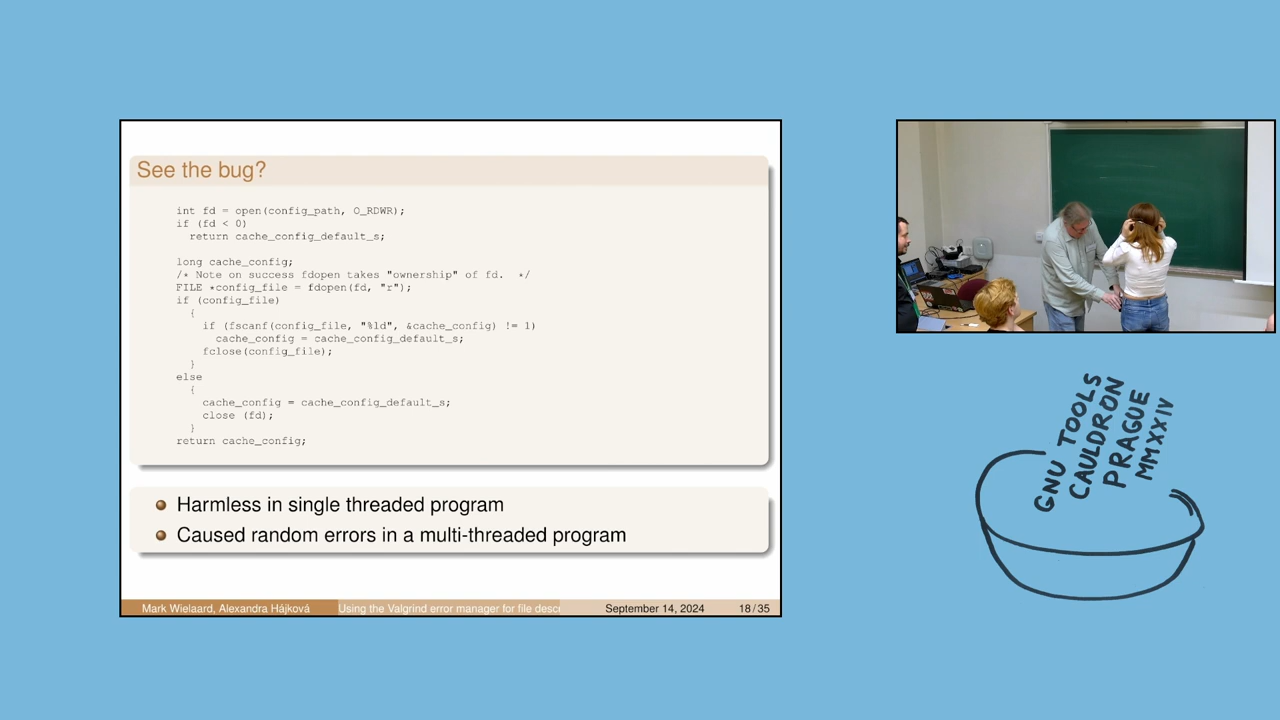 See the bug?
int fd = open(config_path, O_RDWR);
if (fd < 0)
  return cache_config_default_s;
long cache_config;
/* Note on success fdopen takes "ownership" of fd.  */
FILE *config_file = fdopen(fd, "r");
if (config_file)
  {
    if (fscanf(config_file, "%ld", &cache_config) != 1)
      cache_config = cache_config_default_s;
    fclose(config_file);
  }
else
  {
    cache_config = cache_config_default_s;
    close (fd);
  }
return cache_config;
Harmless in single threaded program
Caused random errors in a multi-threaded program
Mark Wielaard, Alexandra Hájková Using the Valgrind error manager for file desc September 14, 2024 18 / 35
GNU TOOLS
CAULDRON
PRAGUE
MMXXIV